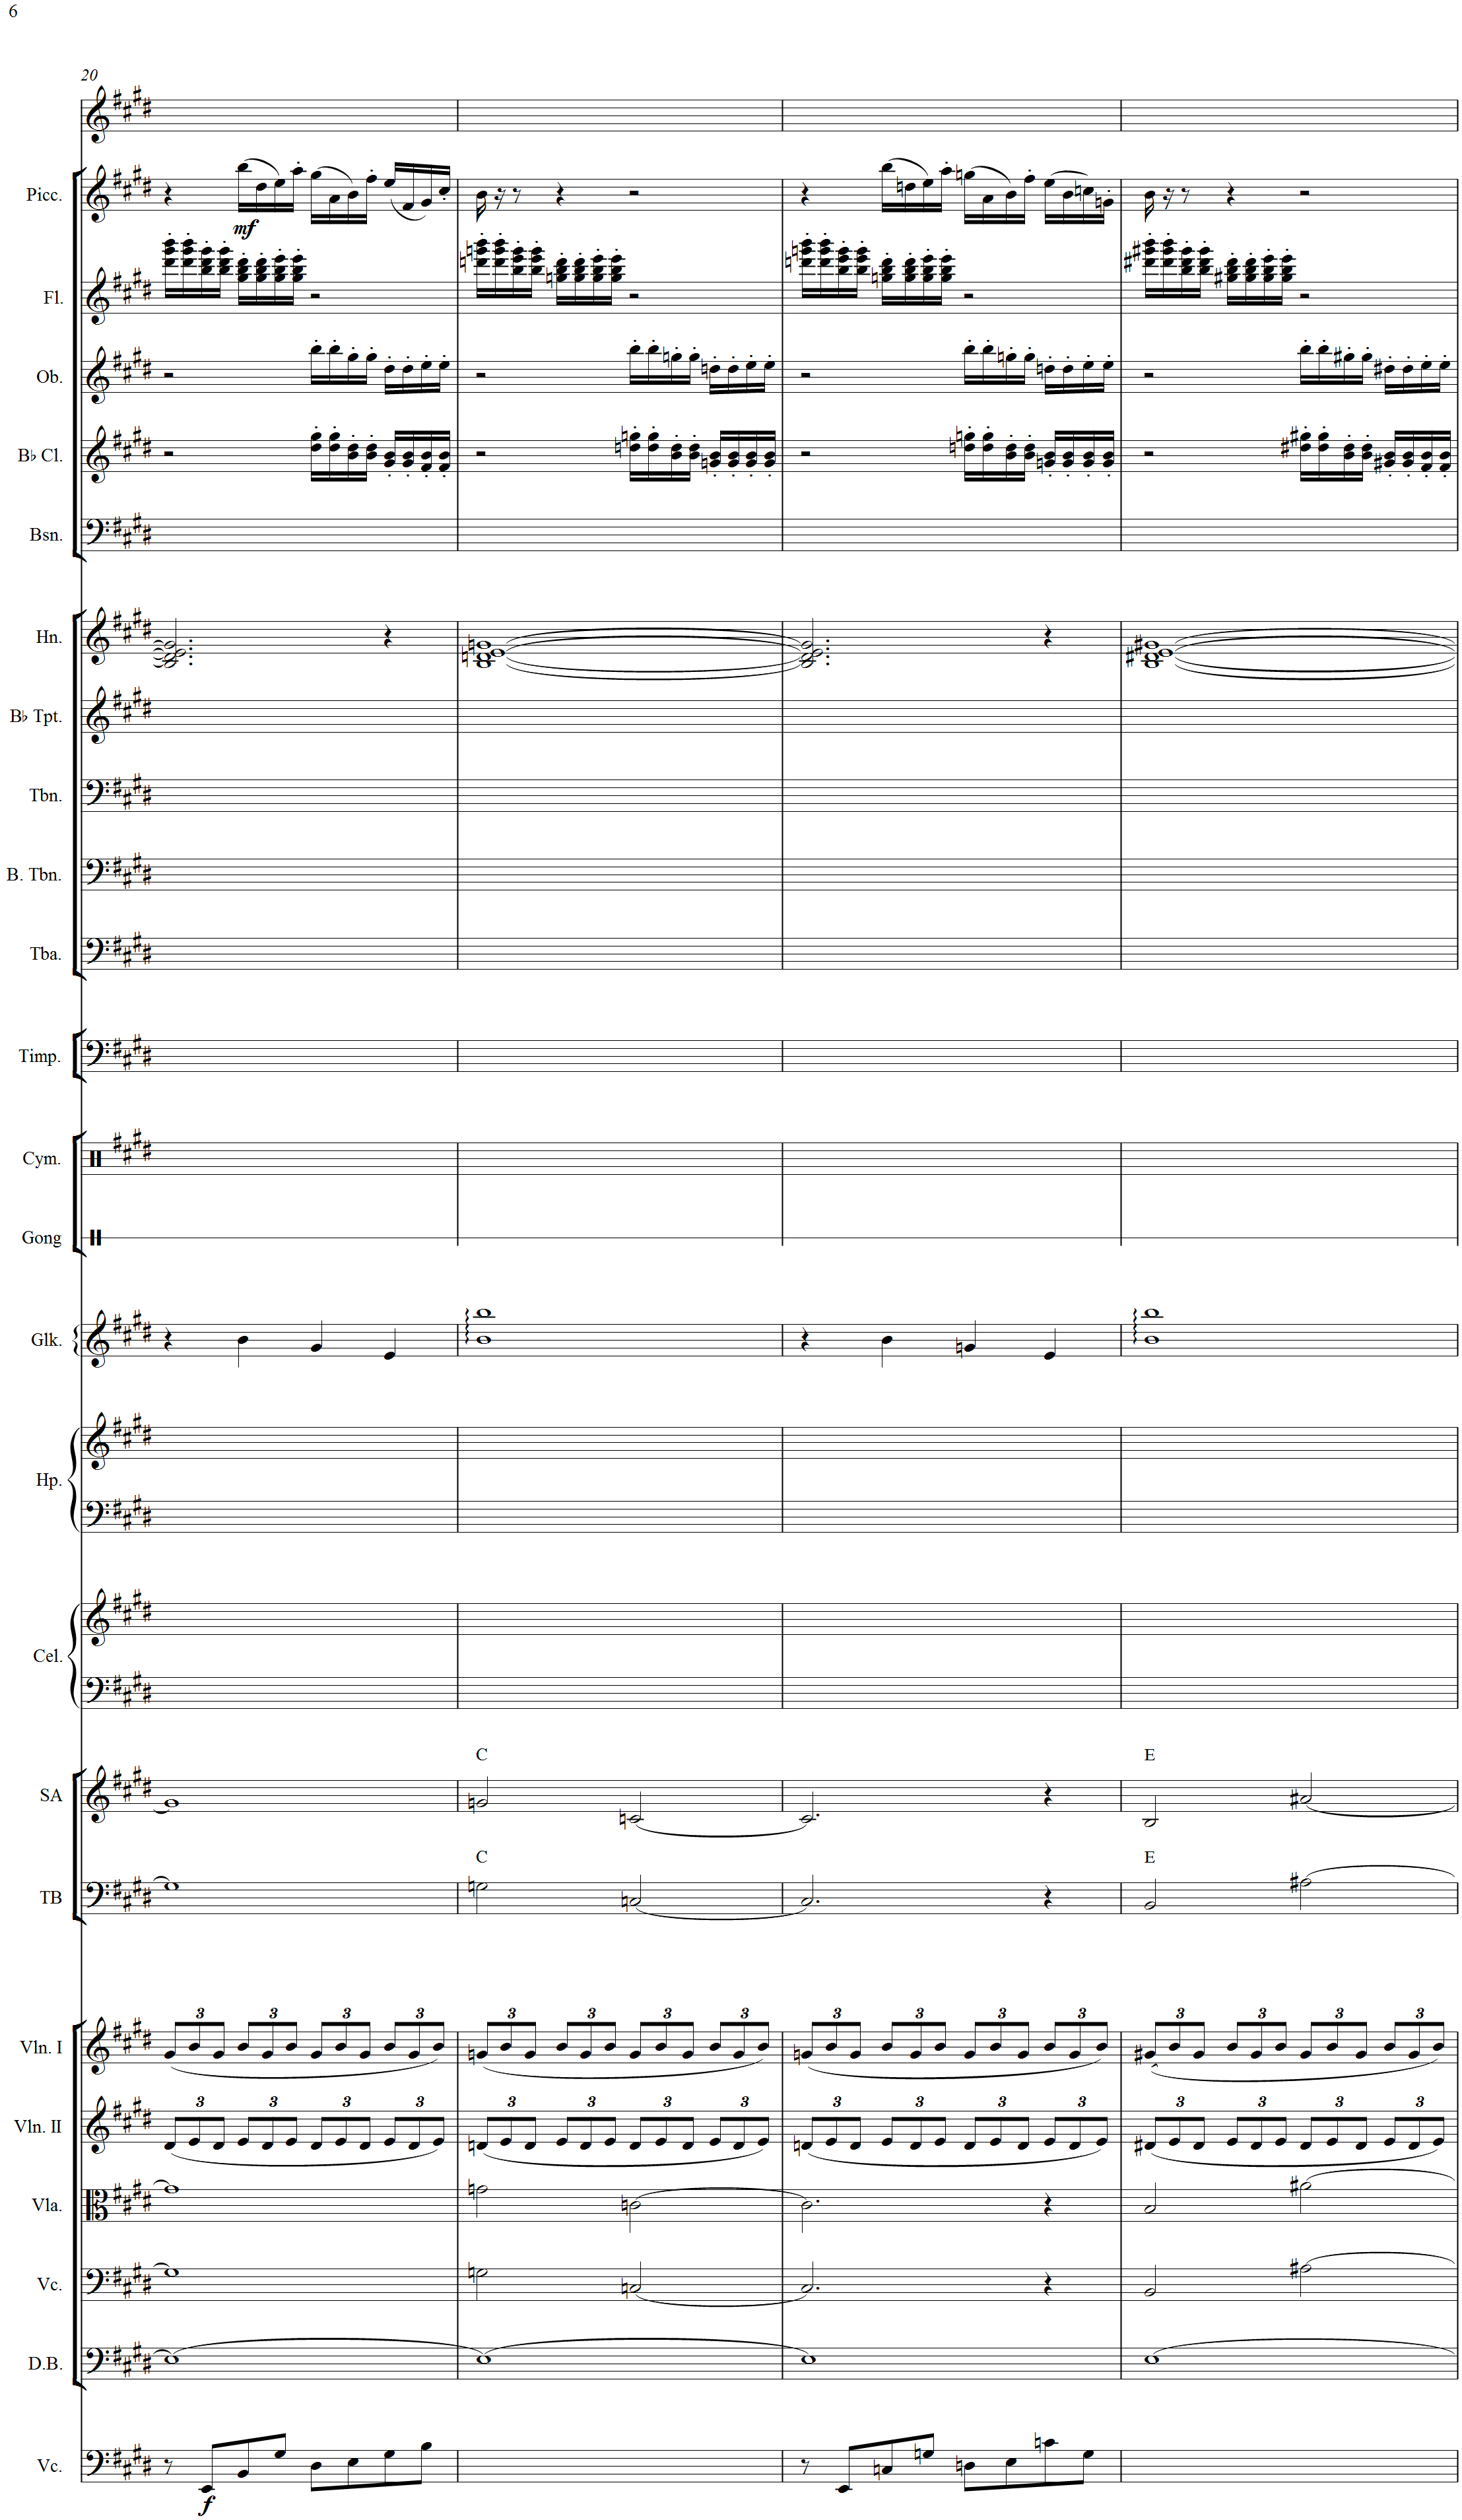 6
20
Picc.
mf
Fl.
Ob.
B♭ Cl.
Bsn.
Hn.
B♭ Tpt.
Tbn.
B. Tbn.
Tba.
Timp.
Cym.
Gong
Glk.
Hp.
Cel.
C E
SA
C E
TB
3 3 3 3 3 3 3 3 3 3 3 3 3 3 3 3
Vln. I
3 3 3 3 3 3 3 3 3 3 3 3 3 3 3 3
Vln. II
Vla.
Vc.
D.B.
Vc.
f